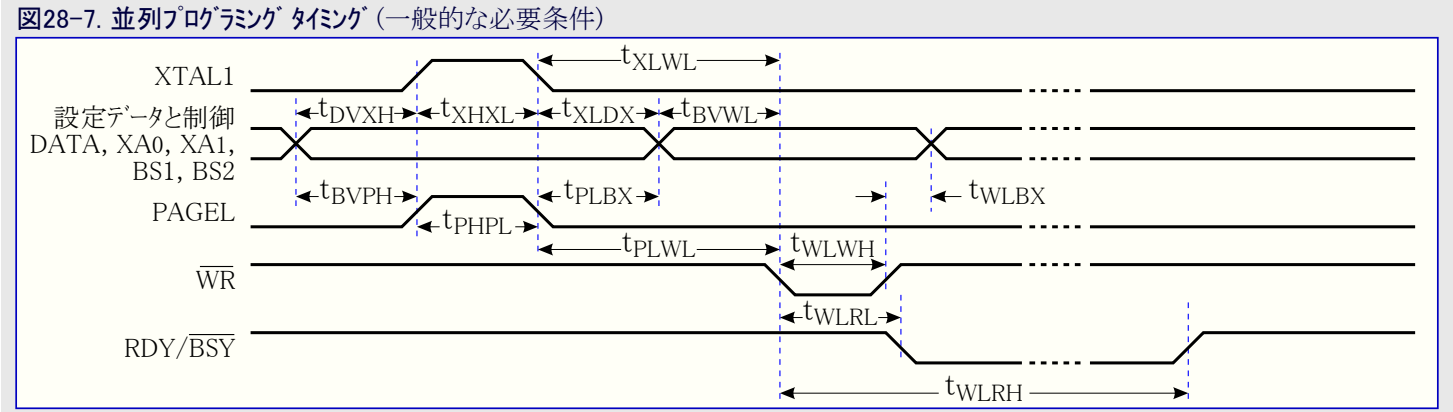 図28-7. 並列ﾌﾟﾛｸﾞﾗﾐﾝｸﾞ ﾀｲﾐﾝｸﾞ (一般的な必要条件)
XTAL1
tXLWL
設定ﾃﾞｰﾀと制御
DATA, XA0, XA1,
BS1, BS2
tDVXH
tXHXL
tXLDX
tBVWL
tBVPH
tPLBX
tWLBX
PAGEL
tPHPL
tPLWL
tWLWH
WR
tWLRL
RDY/BSY
tWLRH